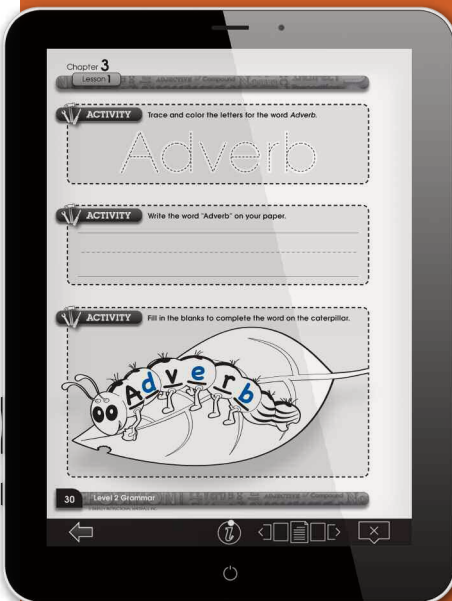 Chapter 3
Lesson 1
ACTIVITY Trace and color the letters for the word Adverb.
Adverb
ACTIVITY Write the word "Adverb" on your paper.
ACTIVITY Fill in the blanks to complete the word on the caterpillar.
Adverb
30 Level 2 Grammar